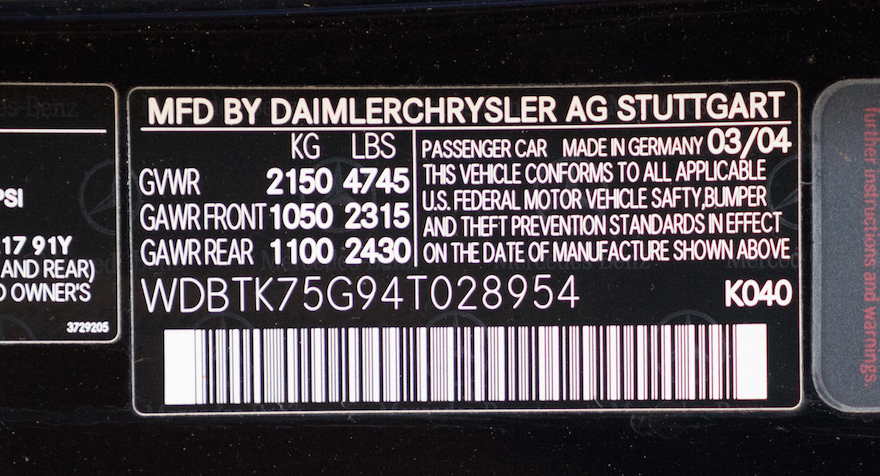 PSI
17 91Y
AND REAR)
OWNER'S
3729205
MFD BY DAIMLERCHRYSLER AG STUTTGART
KG LBS
GVWR 2150 4745
GAWR FRONT 1050 2315
GAWR REAR 1100 2430
PASSENGER CAR MADE IN GERMANY 03/04
THIS VEHICLE CONFORMS TO ALL APPLICABLE
U.S. FEDERAL MOTOR VEHICLE SAFTY,BUMPER
AND THEFT PREVENTION STANDARDS IN EFFECT
ON THE DATE OF MANUFACTURE SHOWN ABOVE
WDBTK75G94T028954
K040
further instructions and warnings.